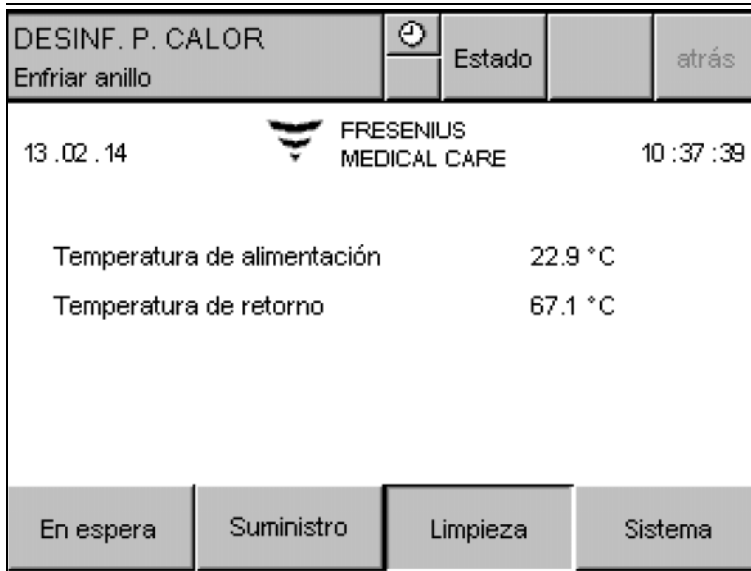 DESINF. P. CALOR
Enfriar anillo
Estado
atrás
13.02.14
FRESENIUS
MEDICAL CARE
10:37:39
Temperatura de alimentación 22.9 °C
Temperatura de retorno 67.1 °C
En espera
Suministro
Limpieza
Sistema